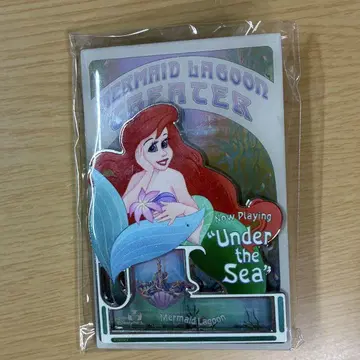 MERMAID LAGOON
THEATER
Now Playing
"Under
the
Sea"
Mermaid Lagoon